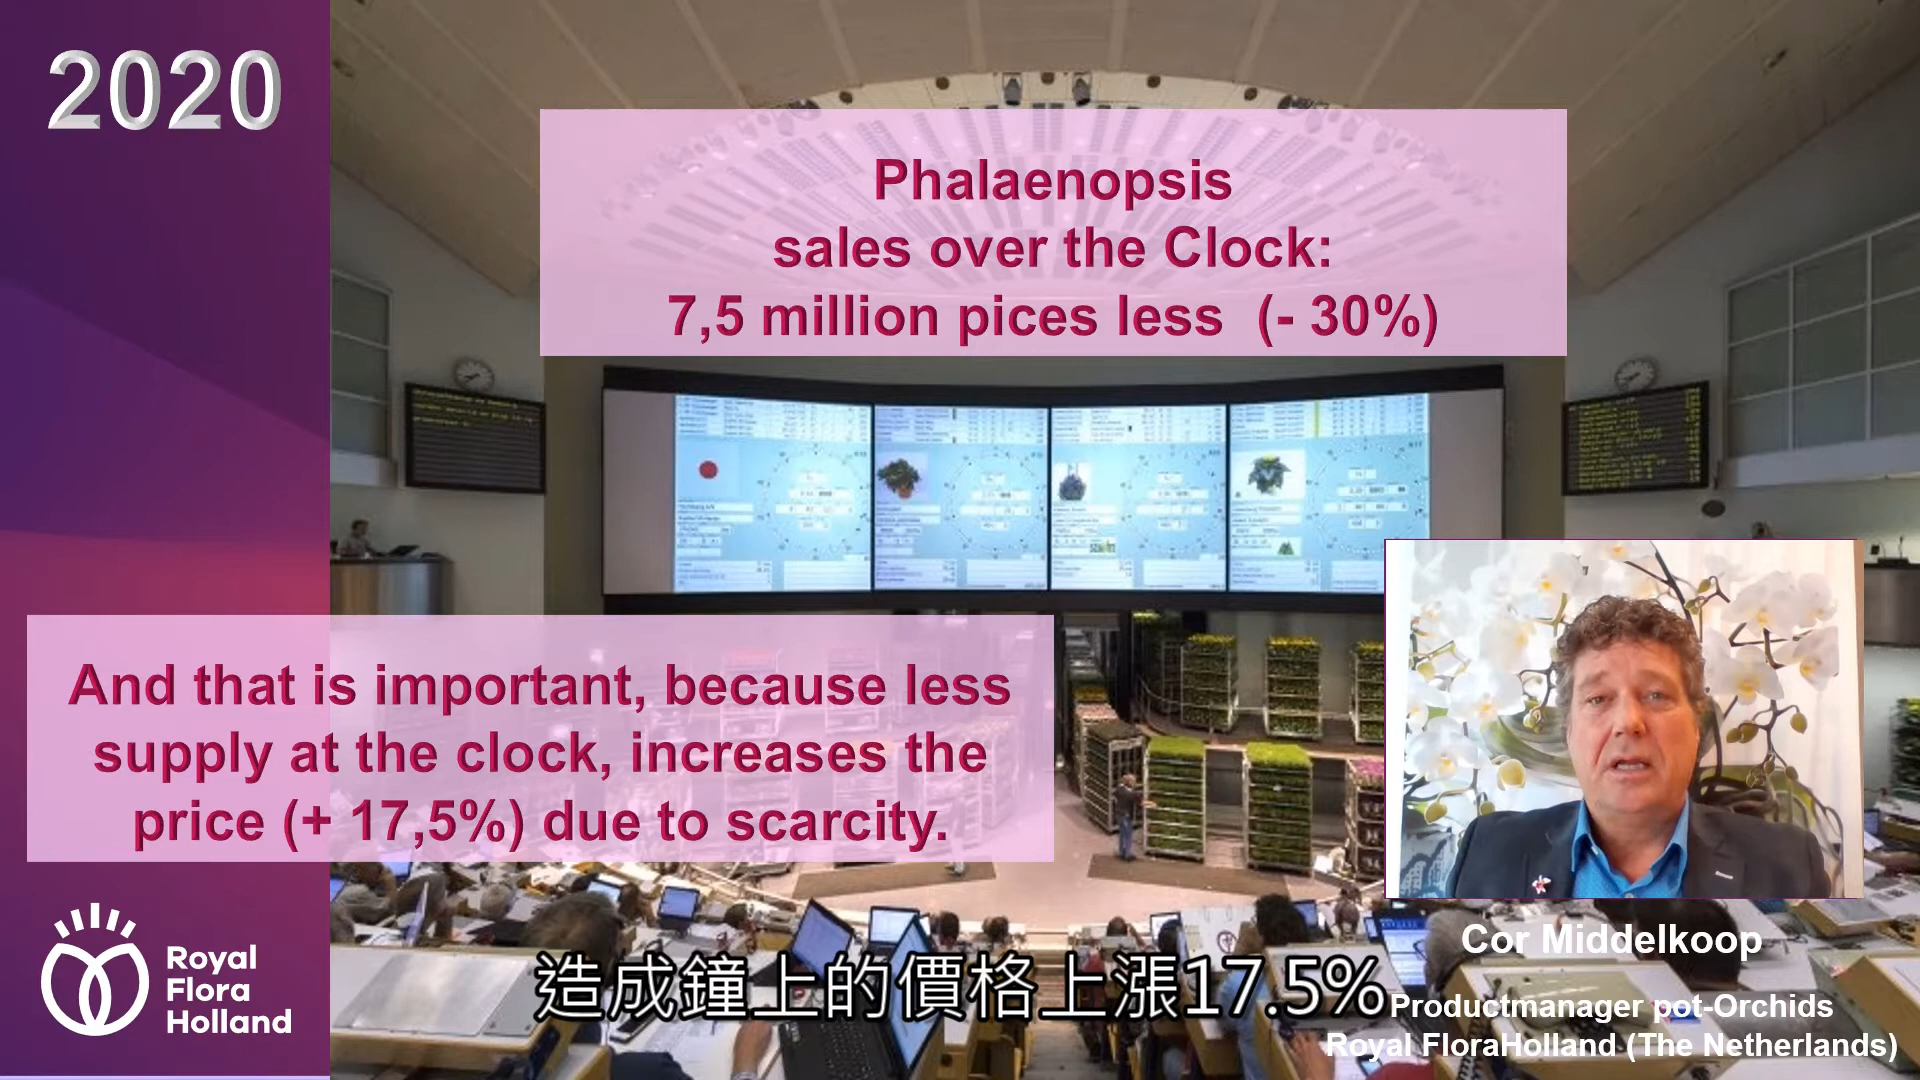 2020
Phalaenopsis
sales over the Clock:
7,5 million pices less (- 30%)
And that is important, because less
supply at the clock, increases the
price (+ 17,5%) due to scarcity.
Royal
Flora
Holland
造成鐘上的價格上漲17.5%
Cor Middelkoop
Productmanager pot-Orchids
Royal FloraHolland (The Netherlands)